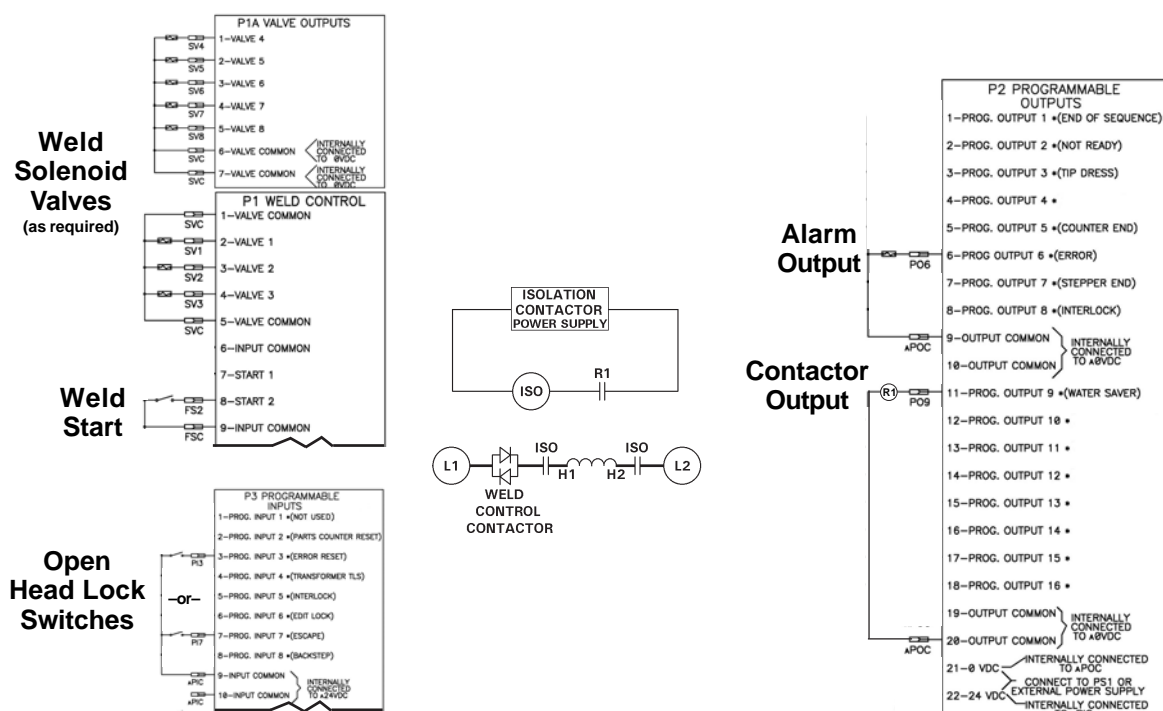 P1A VALVE OUTPUTS
SV4 1-VALVE 4
SV5 2-VALVE 5
SV6 3-VALVE 6
SV7 4-VALVE 7
SV8 5-VALVE 8
SVC 6-VALVE COMMON INTERNALLY CONNECTED TO 0VDC
SVC 7-VALVE COMMON INTERNALLY CONNECTED TO 0VDC
Weld
Solenoid
Valves
(as required)
P1 WELD CONTROL
SVC 1-VALVE COMMON
SV1 2-VALVE 1
SV2 3-VALVE 2
SV3 4-VALVE 3
SVC 5-VALVE COMMON
6-INPUT COMMON
7-START 1
Weld
Start
FS2 8-START 2
FSC 9-INPUT COMMON
P3 PROGRAMMABLE
INPUTS
1-PROG. INPUT 1 *(NOT USED)
2-PROG. INPUT 2 *(PARTS COUNTER RESET)
Open
Head Lock
Switches
–or–
PI3 3-PROG. INPUT 3 *(ERROR RESET)
4-PROG. INPUT 4 *(TRANSFORMER TLS)
5-PROG. INPUT 5 *(INTERLOCK)
6-PROG. INPUT 6 *(EDIT LOCK)
PI7 7-PROG. INPUT 7 *(ESCAPE)
8-PROG. INPUT 8 *(BACKSTEP)
▲PIC 9-INPUT COMMON
▲PIC 10-INPUT COMMON
INTERNALLY
CONNECTED
TO ▲24VDC
ISOLATION
CONTACTOR
POWER SUPPLY
ISO
R1
L1
ISO
H1
H2
ISO
L2
WELD
CONTROL
CONTACTOR
P2 PROGRAMMABLE
OUTPUTS
1-PROG. OUTPUT 1 *(END OF SEQUENCE)
2-PROG. OUTPUT 2 *(NOT READY)
3-PROG. OUTPUT 3 *(TIP DRESS)
4-PROG. OUTPUT 4 *
5-PROG. OUTPUT 5 *(COUNTER END)
Alarm
Output
PO6 6-PROG OUTPUT 6 *(ERROR)
7-PROG. OUTPUT 7 *(STEPPER END)
8-PROG. OUTPUT 8 *(INTERLOCK)
▲POC 9-OUTPUT COMMON
10-OUTPUT COMMON
INTERNALLY
CONNECTED
TO ▲0VDC
Contactor
Output
R1
PO9 11-PROG. OUTPUT 9 *(WATER SAVER)
12-PROG. OUTPUT 10 *
13-PROG. OUTPUT 11 *
14-PROG. OUTPUT 12 *
15-PROG. OUTPUT 13 *
16-PROG. OUTPUT 14 *
17-PROG. OUTPUT 15 *
18-PROG. OUTPUT 16 *
19-OUTPUT COMMON
▲POC 20-OUTPUT COMMON
INTERNALLY
CONNECTED
TO ▲0VDC
21-0 VDC INTERNALLY CONNECTED
TO ▲POC
CONNECT TO PS1 OR
22-24 VDC EXTERNAL POWER SUPPLY
INTERNALLY CONNECTED